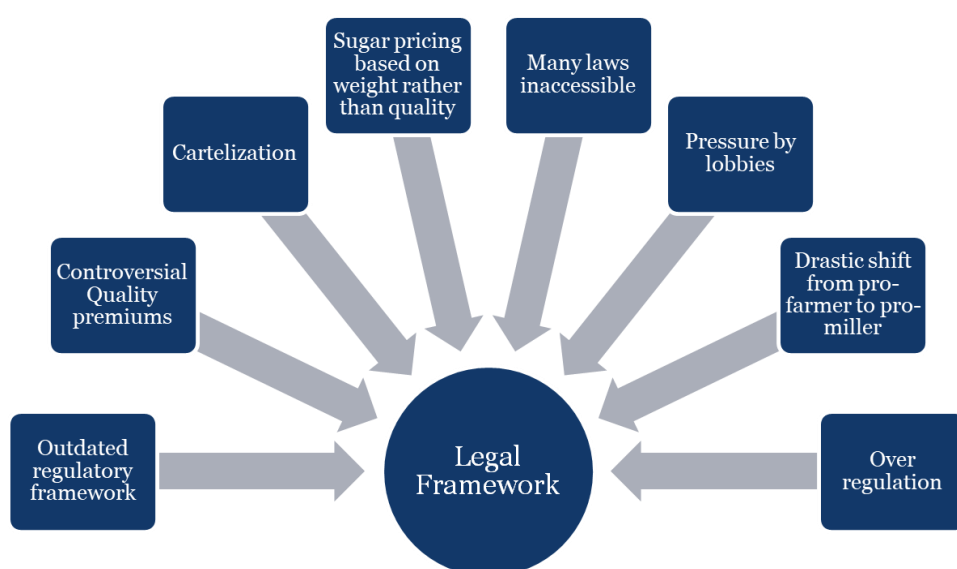 Sugar pricing
based on
weight rather
than quality
Many laws
inaccessible
Cartelization
Pressure by
lobbies
Controversial
Quality
premiums
Drastic shift
from pro-
farmer to pro-
miller
Outdated
regulatory
framework
Legal
Framework
Over
regulation